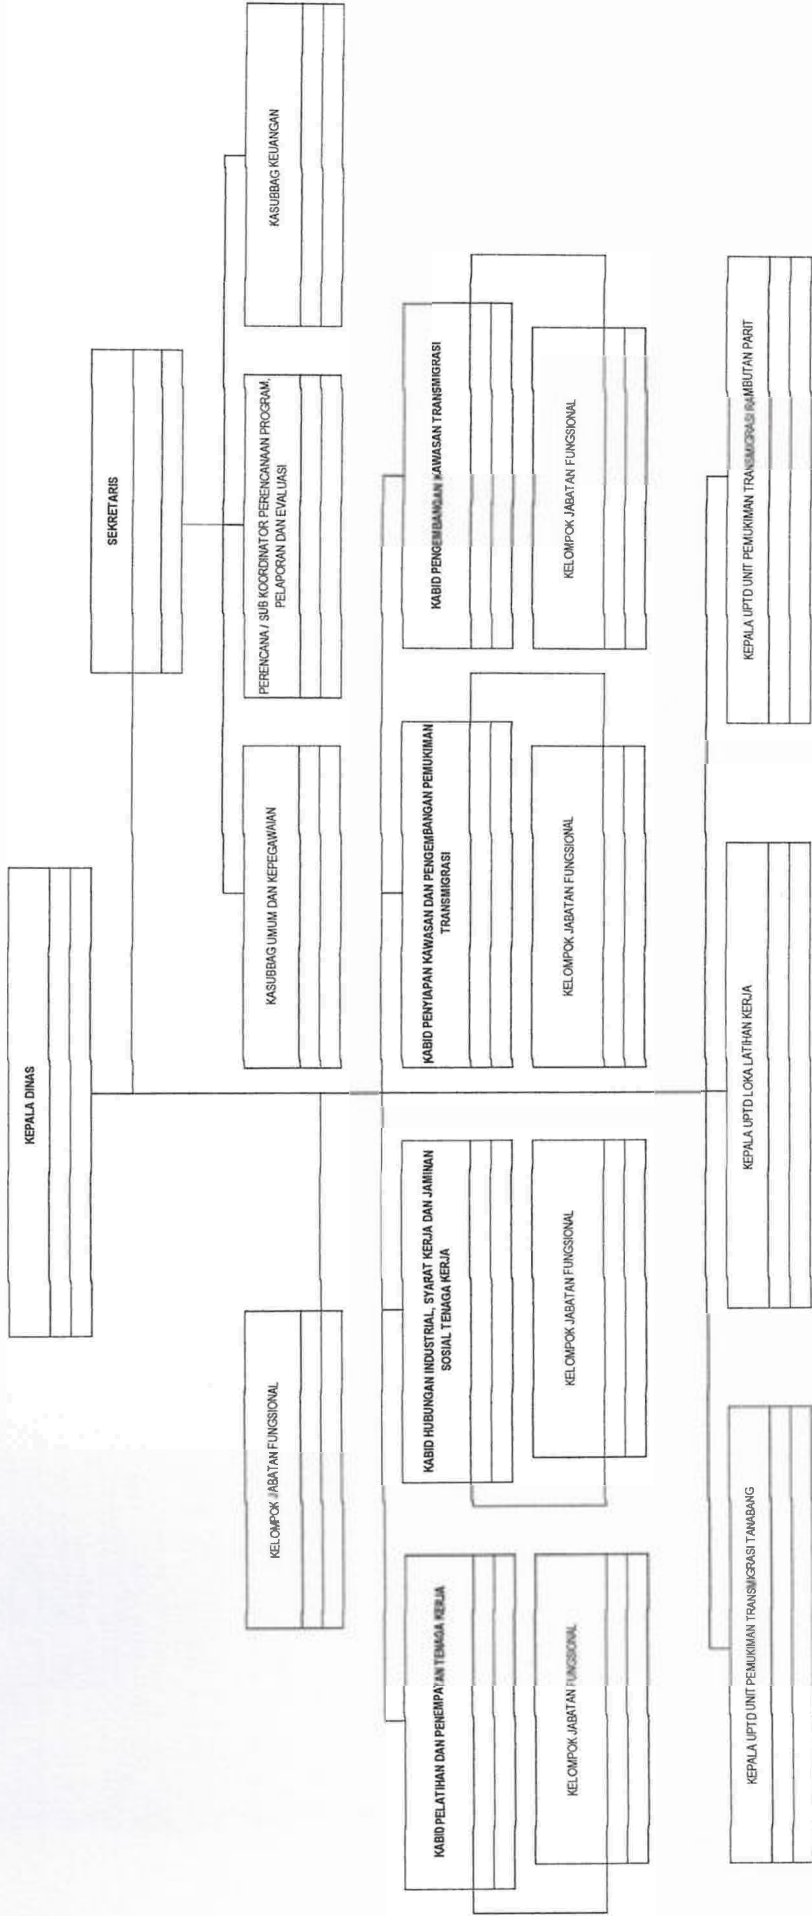 KEPALA DINAS
SEKRETARIS
KELOMPOK JABATAN FUNGSIONAL
KASUBBAG UMUM DAN KEPEGAWAIAN
PERENCANA / SUB KOORDINATOR PERENCANAAN PROGRAM,
PELAPORAN DAN EVALUASI
KASUBBAG KEUANGAN
KABID PELATIHAN DAN PENEMPATAN TENAGA KERJA
KABID HUBUNGAN INDUSTRIAL, SYARAT KERJA DAN JAMINAN
SOSIAL TENAGA KERJA
KABID PENYIAPAN KAWASAN DAN PENGEMBANGAN PEMUKIMAN
TRANSMIGRASI
KABID PENGEMBANGAN KAWASAN TRANSMIGRASI
KELOMPOK JABATAN FUNGSIONAL
KELOMPOK JABATAN FUNGSIONAL
KELOMPOK JABATAN FUNGSIONAL
KELOMPOK JABATAN FUNGSIONAL
KEPALA UPTD UNIT PEMUKIMAN TRANSMIGRASI TANABANG
KEPALA UPTD LOKA LATIHAN KERJA
KEPALA UPTD UNIT PEMUKIMAN TRANSMIGRASI RAMBUTAN PARIT